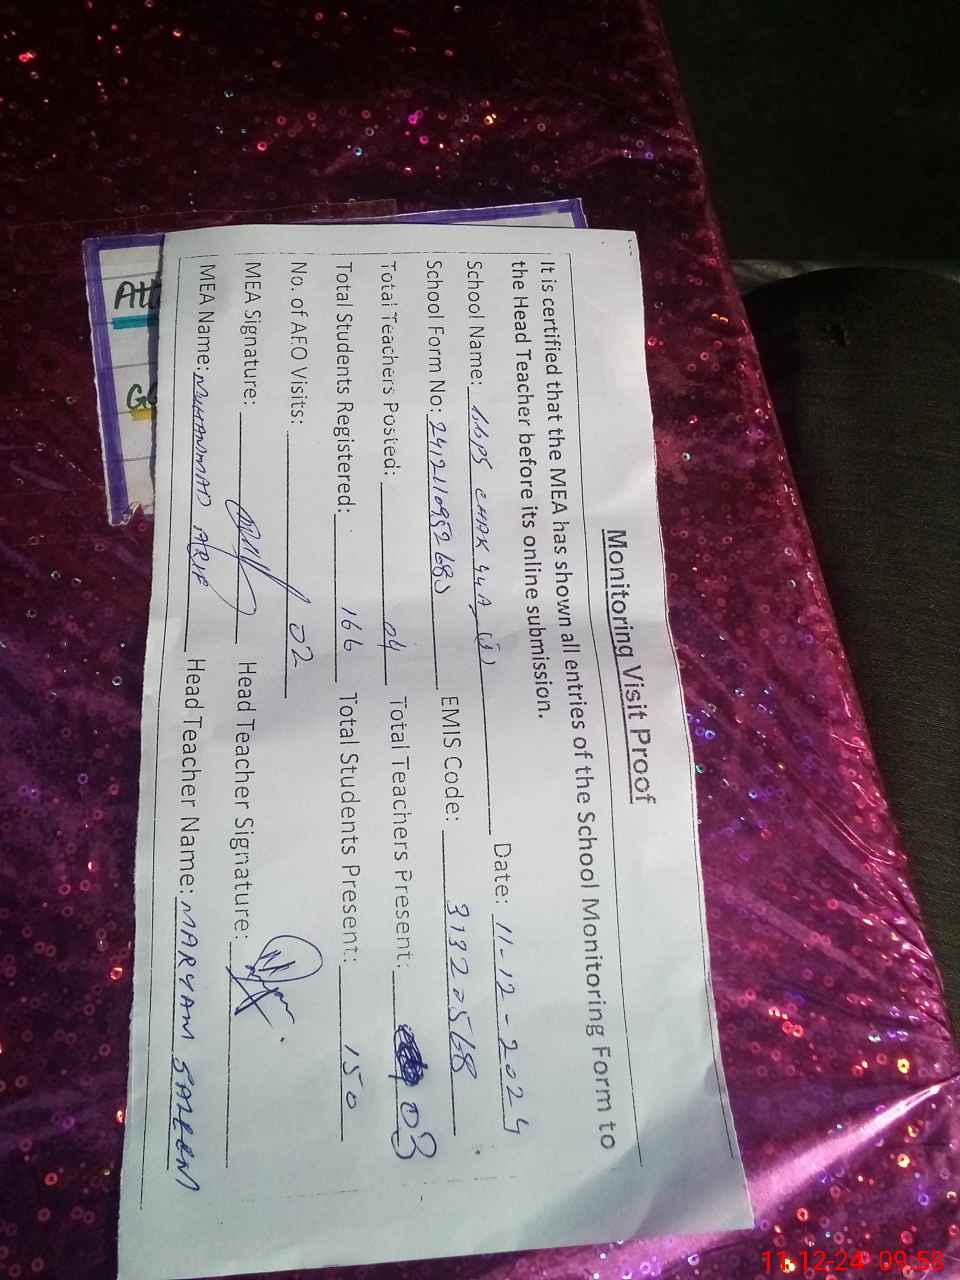 Monitoring Visit Proof
It is certified that the MEA has shown all entries of the School Monitoring Form to
the Head Teacher before its online submission.
School Name: GGPS CHAK 44A (i) Date: 11-12-2024
School Form No: 2412110952683 EMIS Code: 31320568
Total Teachers Posted: 04 Total Teachers Present: 03
Total Students Registered: 166 Total Students Present: 150
No. of AFO Visits: 02
MEA Signature: Head Teacher Signature:
MEA Name: MUHAMMAD ARIF Head Teacher Name: MARYAM SALEEM
11-12-24 09:58